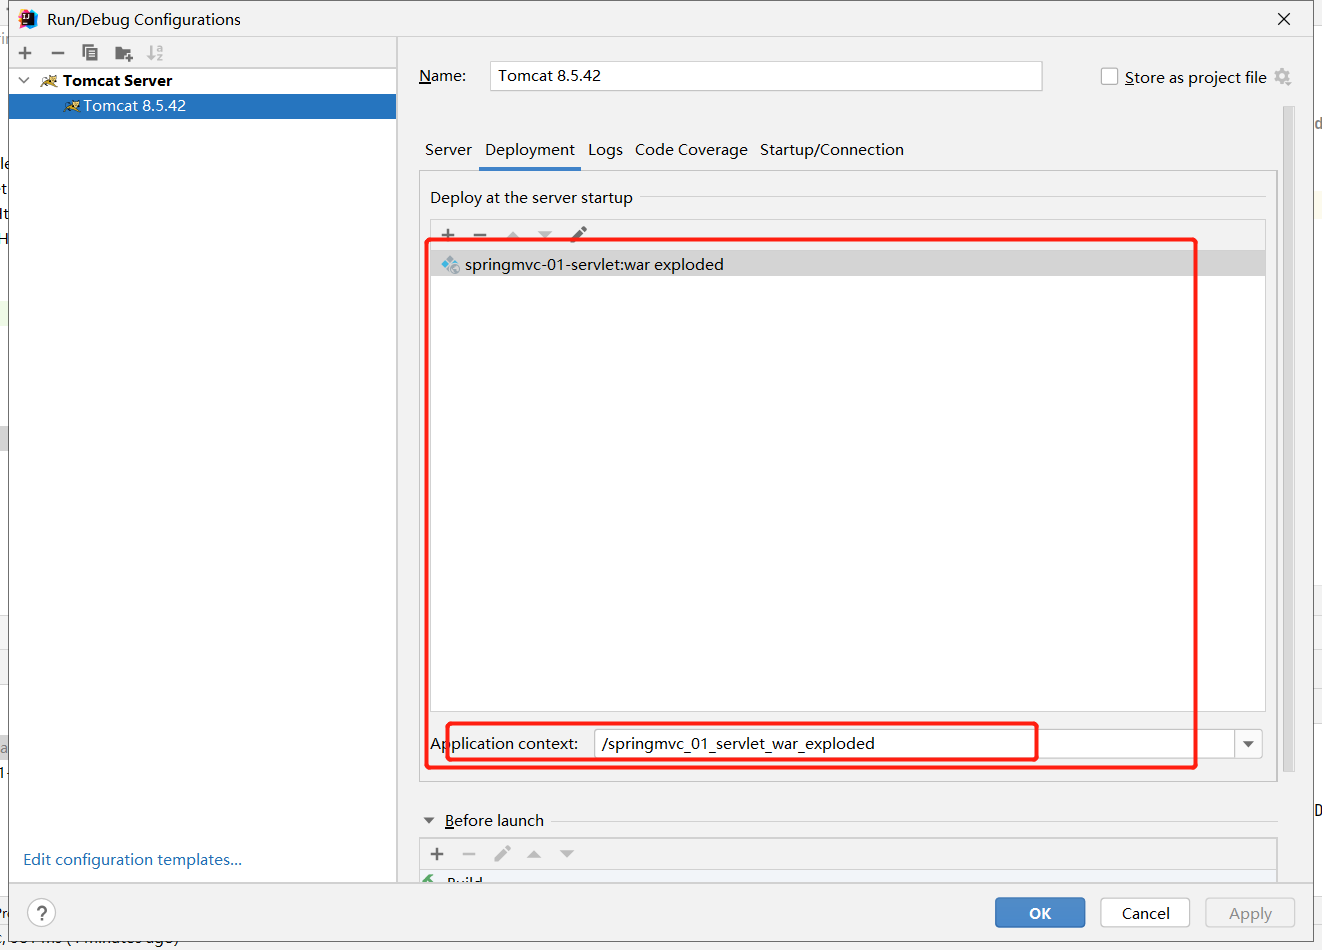 Run/Debug Configurations
Tomcat Server
Tomcat 8.5.42
Name:
Tomcat 8.5.42
Store as project file
Server
Deployment
Logs
Code Coverage
Startup/Connection
Deploy at the server startup
springmvc-01-servlet:war exploded
Application context:
/springmvc_01_servlet_war_exploded
Before launch
Build
Edit configuration templates...
?
OK
Cancel
Apply